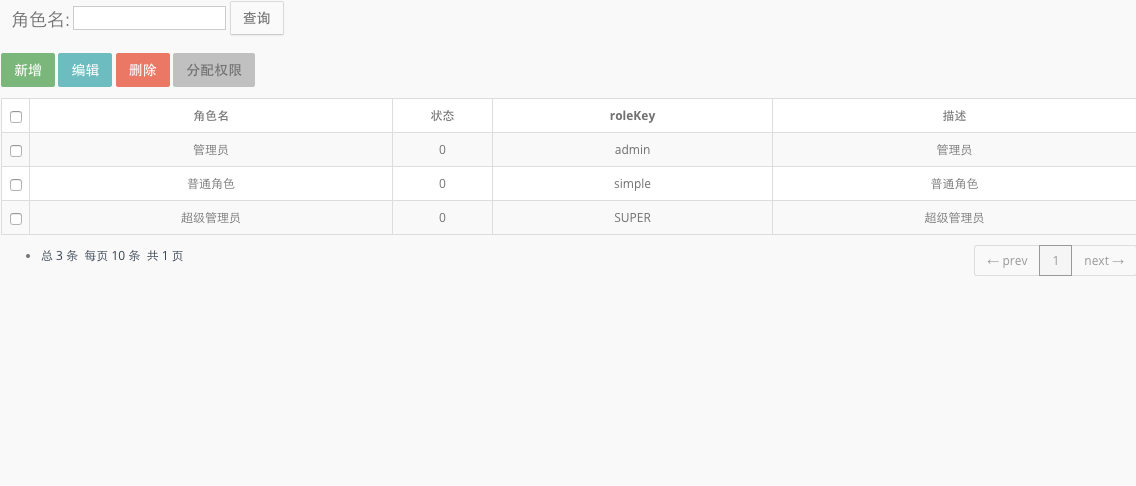 角色名: 查询
新增 编辑 删除 分配权限
角色名 状态 roleKey 描述
管理员 0 admin 管理员
普通角色 0 simple 普通角色
超级管理员 0 SUPER 超级管理员
• 总 3 条 每页 10 条 共 1 页 ← prev 1 next →